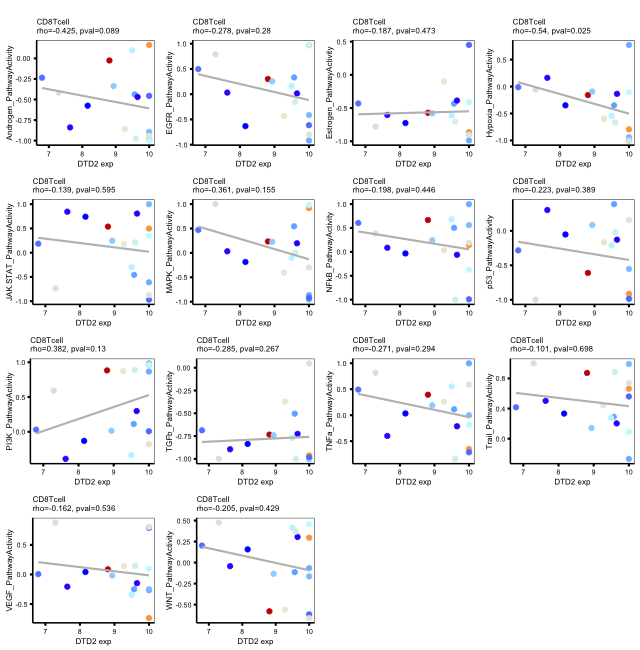 CD8Tcell
rho=-0.425, pval=0.089
Androgen_PathwayActivity
0.0
-0.25
-0.50
-0.75
-1.00
7 8 9 10
DTD2 exp
CD8Tcell
rho=-0.278, pval=0.28
EGFR_PathwayActivity
1.0
0.5
0.0
-0.5
-1.0
7 8 9 10
DTD2 exp
CD8Tcell
rho=-0.187, pval=0.473
Estrogen_PathwayActivity
0.5
0.0
-0.5
-1.0
7 8 9 10
DTD2 exp
CD8Tcell
rho=-0.54, pval=0.025
Hypoxia_PathwayActivity
0.5
0.0
-0.5
-1.0
7 8 9 10
DTD2 exp
CD8Tcell
rho=-0.139, pval=0.595
JAK.STAT_PathwayActivity
1.0
0.5
0.0
-0.5
-1.0
7 8 9 10
DTD2 exp
CD8Tcell
rho=-0.361, pval=0.155
MAPK_PathwayActivity
1.0
0.5
0.0
-0.5
-1.0
7 8 9 10
DTD2 exp
CD8Tcell
rho=-0.198, pval=0.446
NFkB_PathwayActivity
1.0
0.5
0.0
-0.5
-1.0
7 8 9 10
DTD2 exp
CD8Tcell
rho=-0.223, pval=0.389
p53_PathwayActivity
0.0
-0.5
-1.0
7 8 9 10
DTD2 exp
CD8Tcell
rho=0.382, pval=0.13
PI3K_PathwayActivity
1.0
0.5
0.0
7 8 9 10
DTD2 exp
CD8Tcell
rho=-0.285, pval=0.267
TGFb_PathwayActivity
0.00
-0.25
-0.50
-0.75
-1.00
7 8 9 10
DTD2 exp
CD8Tcell
rho=-0.271, pval=0.294
TNFa_PathwayActivity
1.0
0.5
0.0
-0.5
7 8 9 10
DTD2 exp
CD8Tcell
rho=-0.101, pval=0.698
Trail_PathwayActivity
1.0
0.5
0.0
7 8 9 10
DTD2 exp
CD8Tcell
rho=-0.162, pval=0.536
VEGF_PathwayActivity
0.5
0.0
-0.5
7 8 9 10
DTD2 exp
CD8Tcell
rho=-0.205, pval=0.429
WNT_PathwayActivity
0.50
0.25
0.00
-0.25
-0.50
7 8 9 10
DTD2 exp